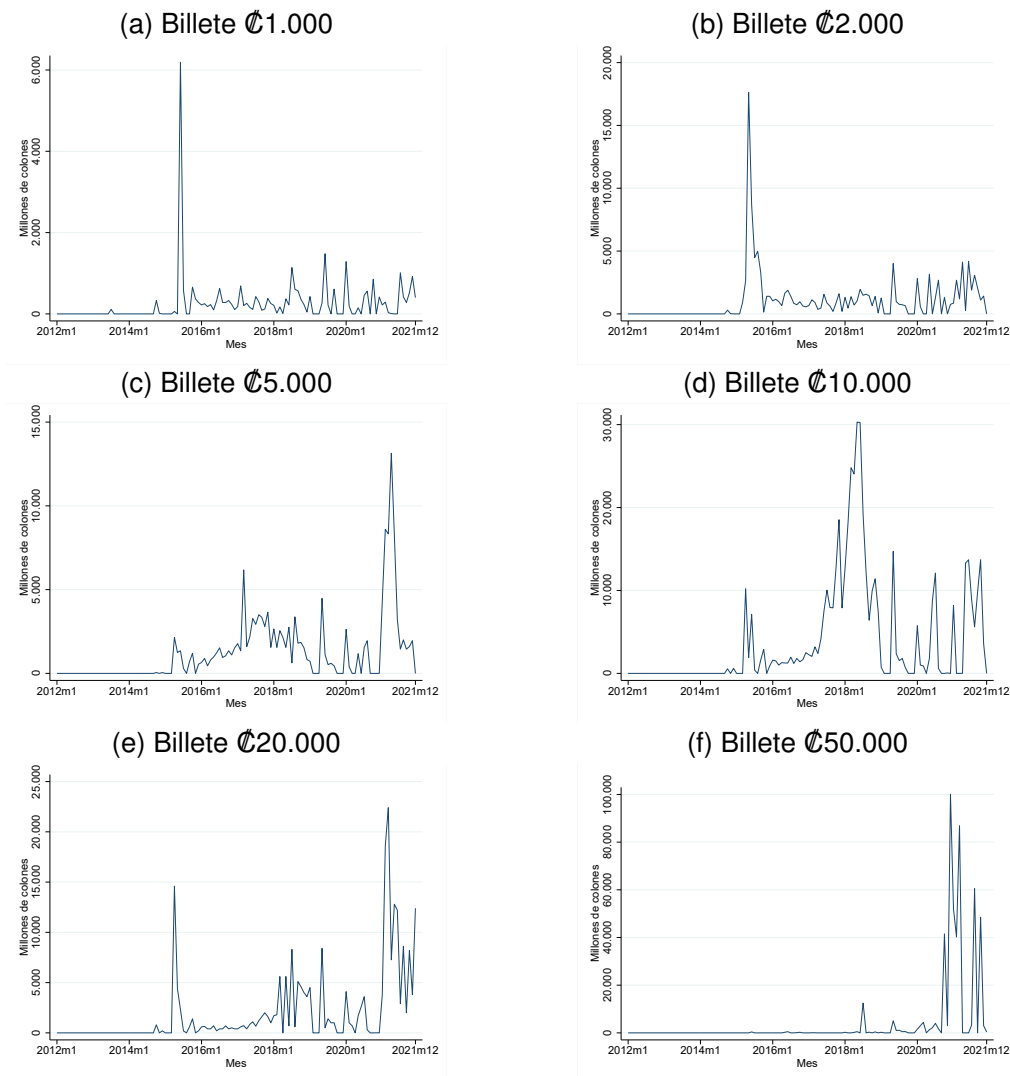 (a) Billete ₡1.000
Millones de colones
6.000
4.000
2.000
0
2012m1 2014m1 2016m1 2018m1 2020m1 2021m12
Mes
(b) Billete ₡2.000
Millones de colones
20.000
15.000
10.000
5.000
0
2012m1 2014m1 2016m1 2018m1 2020m1 2021m12
Mes
(c) Billete ₡5.000
Millones de colones
15.000
10.000
5.000
0
2012m1 2014m1 2016m1 2018m1 2020m1 2021m12
Mes
(d) Billete ₡10.000
Millones de colones
30.000
20.000
10.000
0
2012m1 2014m1 2016m1 2018m1 2020m1 2021m12
Mes
(e) Billete ₡20.000
Millones de colones
25.000
20.000
15.000
10.000
5.000
0
2012m1 2014m1 2016m1 2018m1 2020m1 2021m12
Mes
(f) Billete ₡50.000
Millones de colones
100.000
80.000
60.000
40.000
20.000
0
2012m1 2014m1 2016m1 2018m1 2020m1 2021m12
Mes